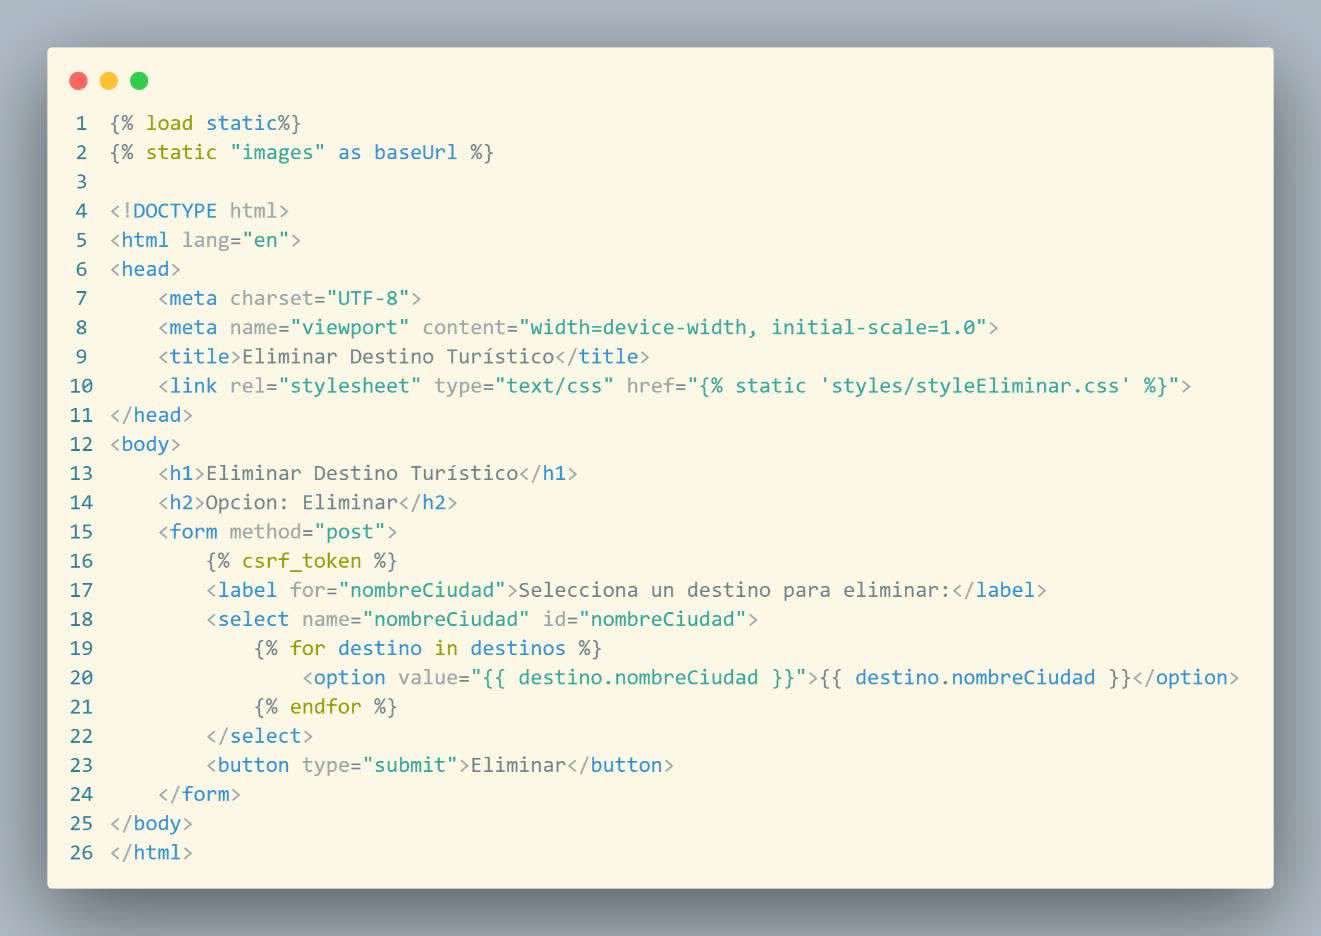 1 {% load static%}
2 {% static "images" as baseUrl %}
3
4 <!DOCTYPE html>
5 <html lang="en">
6 <head>
7     <meta charset="UTF-8">
8     <meta name="viewport" content="width=device-width, initial-scale=1.0">
9     <title>Eliminar Destino Turístico</title>
10     <link rel="stylesheet" type="text/css" href="{% static 'styles/styleEliminar.css' %}">
11 </head>
12 <body>
13     <h1>Eliminar Destino Turístico</h1>
14     <h2>Opcion: Eliminar</h2>
15     <form method="post">
16         {% csrf_token %}
17         <label for="nombreCiudad">Selecciona un destino para eliminar:</label>
18         <select name="nombreCiudad" id="nombreCiudad">
19             {% for destino in destinos %}
20                 <option value="{{ destino.nombreCiudad }}">{{ destino.nombreCiudad }}</option>
21             {% endfor %}
22         </select>
23         <button type="submit">Eliminar</button>
24     </form>
25 </body>
26 </html>